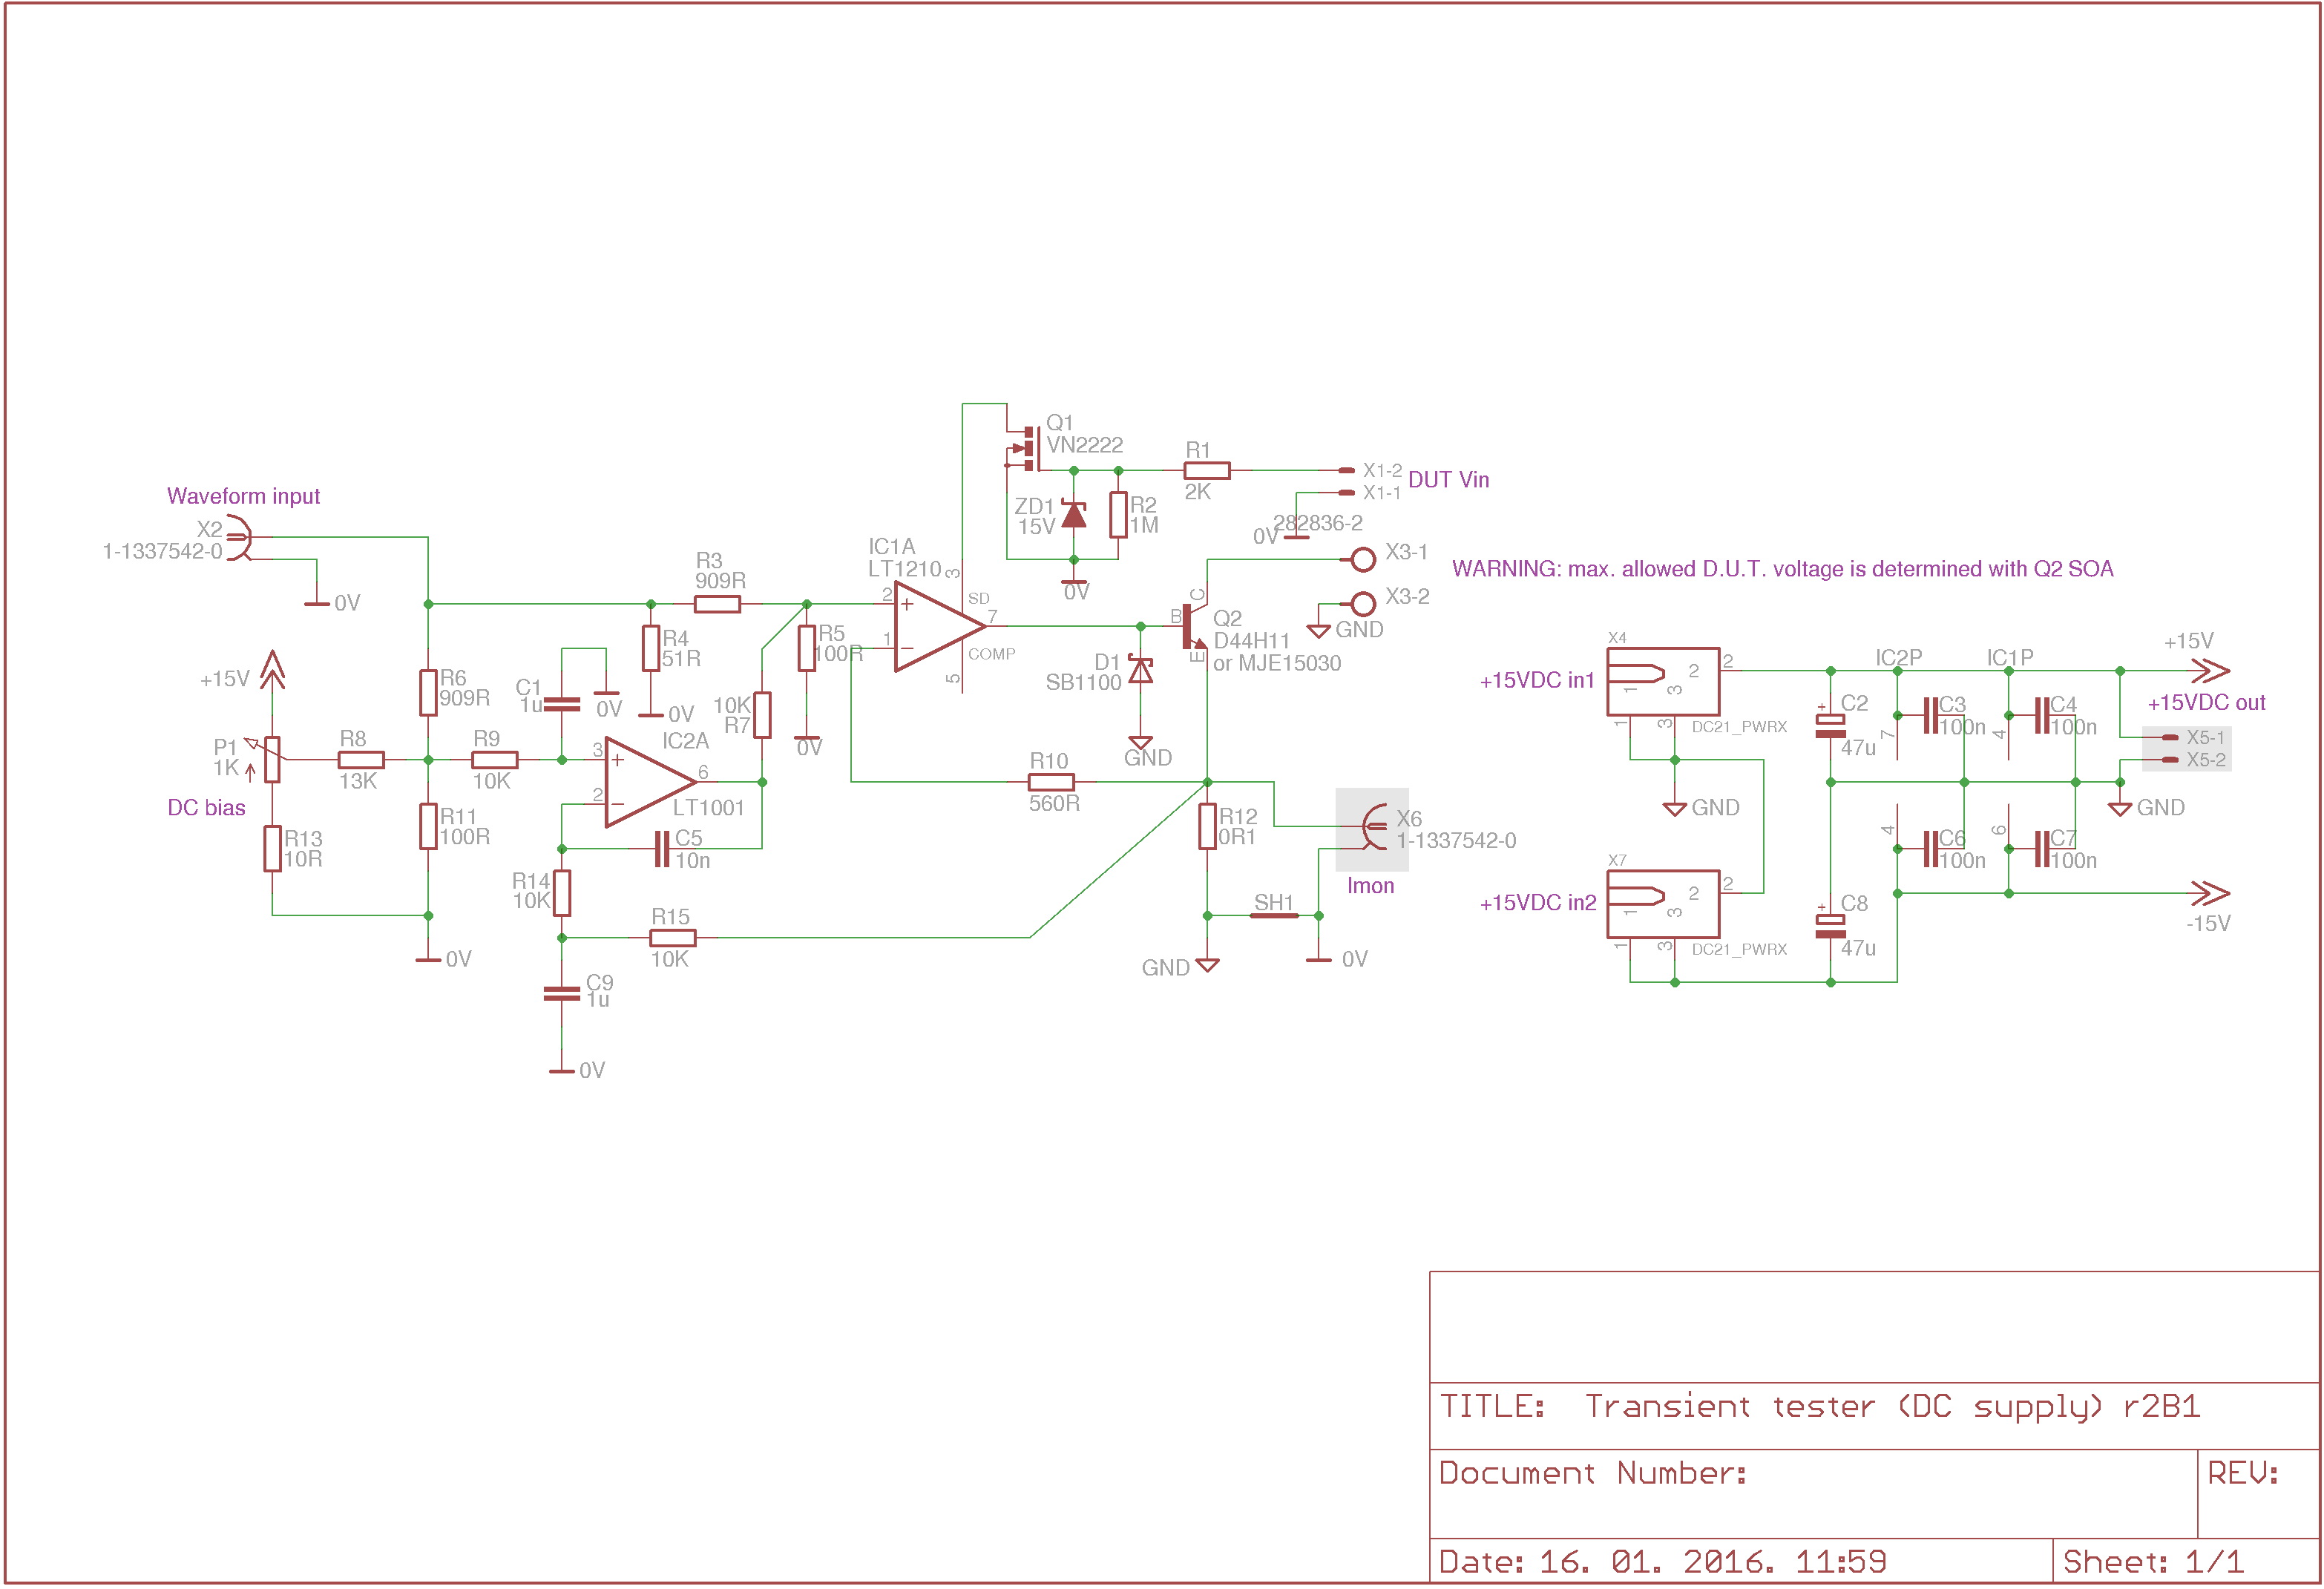 Q1
VN2222
R1
2K
X1-2
X1-1
DUT Vin
ZD1
15V
R2
1M
282836-2
0V
0V
Waveform input
X2
1-1337542-0
0V
R3
909R
IC1A
LT1210
3
SD
2
+
1
-
7
COMP
5
X3-1
X3-2
GND
WARNING: max. allowed D.U.T. voltage is determined with Q2 SOA
C
B
E
Q2
D44H11
or MJE15030
D1
SB1100
GND
R4
51R
0V
R5
100R
0V
+15V
R6
909R
C1
1u
0V
10K
R7
IC2A
P1
1K
DC bias
R8
13K
R9
10K
3
+
2
-
6
LT1001
R13
10R
R11
100R
0V
C5
10n
R14
10K
R15
10K
C9
1u
0V
R10
560R
R12
0R1
X6
1-1337542-0
Imon
SH1
GND
0V
X4
+15VDC in1
2
2
1
3
1
3
DC21_PWRX
GND
X7
+15VDC in2
2
2
1
3
1
3
DC21_PWRX
IC2P
IC1P
+15V
+
C2
47u
C3
100n
7
C4
100n
4
+15VDC out
X5-1
X5-2
GND
4
C6
100n
6
C7
100n
+
C8
47u
-15V
TITLE: Transient tester (DC supply) r2B1
Document Number:
REV:
Date: 16. 01. 2016. 11:59
Sheet: 1/1